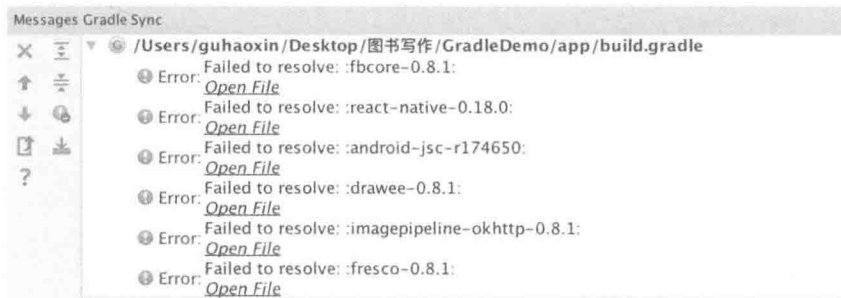 Messages Gradle Sync
/Users/guhaoxin/Desktop/图书写作/GradleDemo/app/build.gradle
Error: Failed to resolve: :fbcore-0.8.1:
Open File
Error: Failed to resolve: :react-native-0.18.0:
Open File
Error: Failed to resolve: :android-jsc-r174650:
Open File
Error: Failed to resolve: :drawee-0.8.1:
Open File
Error: Failed to resolve: :imagepipeline-okhttp-0.8.1:
Open File
Error: Failed to resolve: :fresco-0.8.1:
Open File